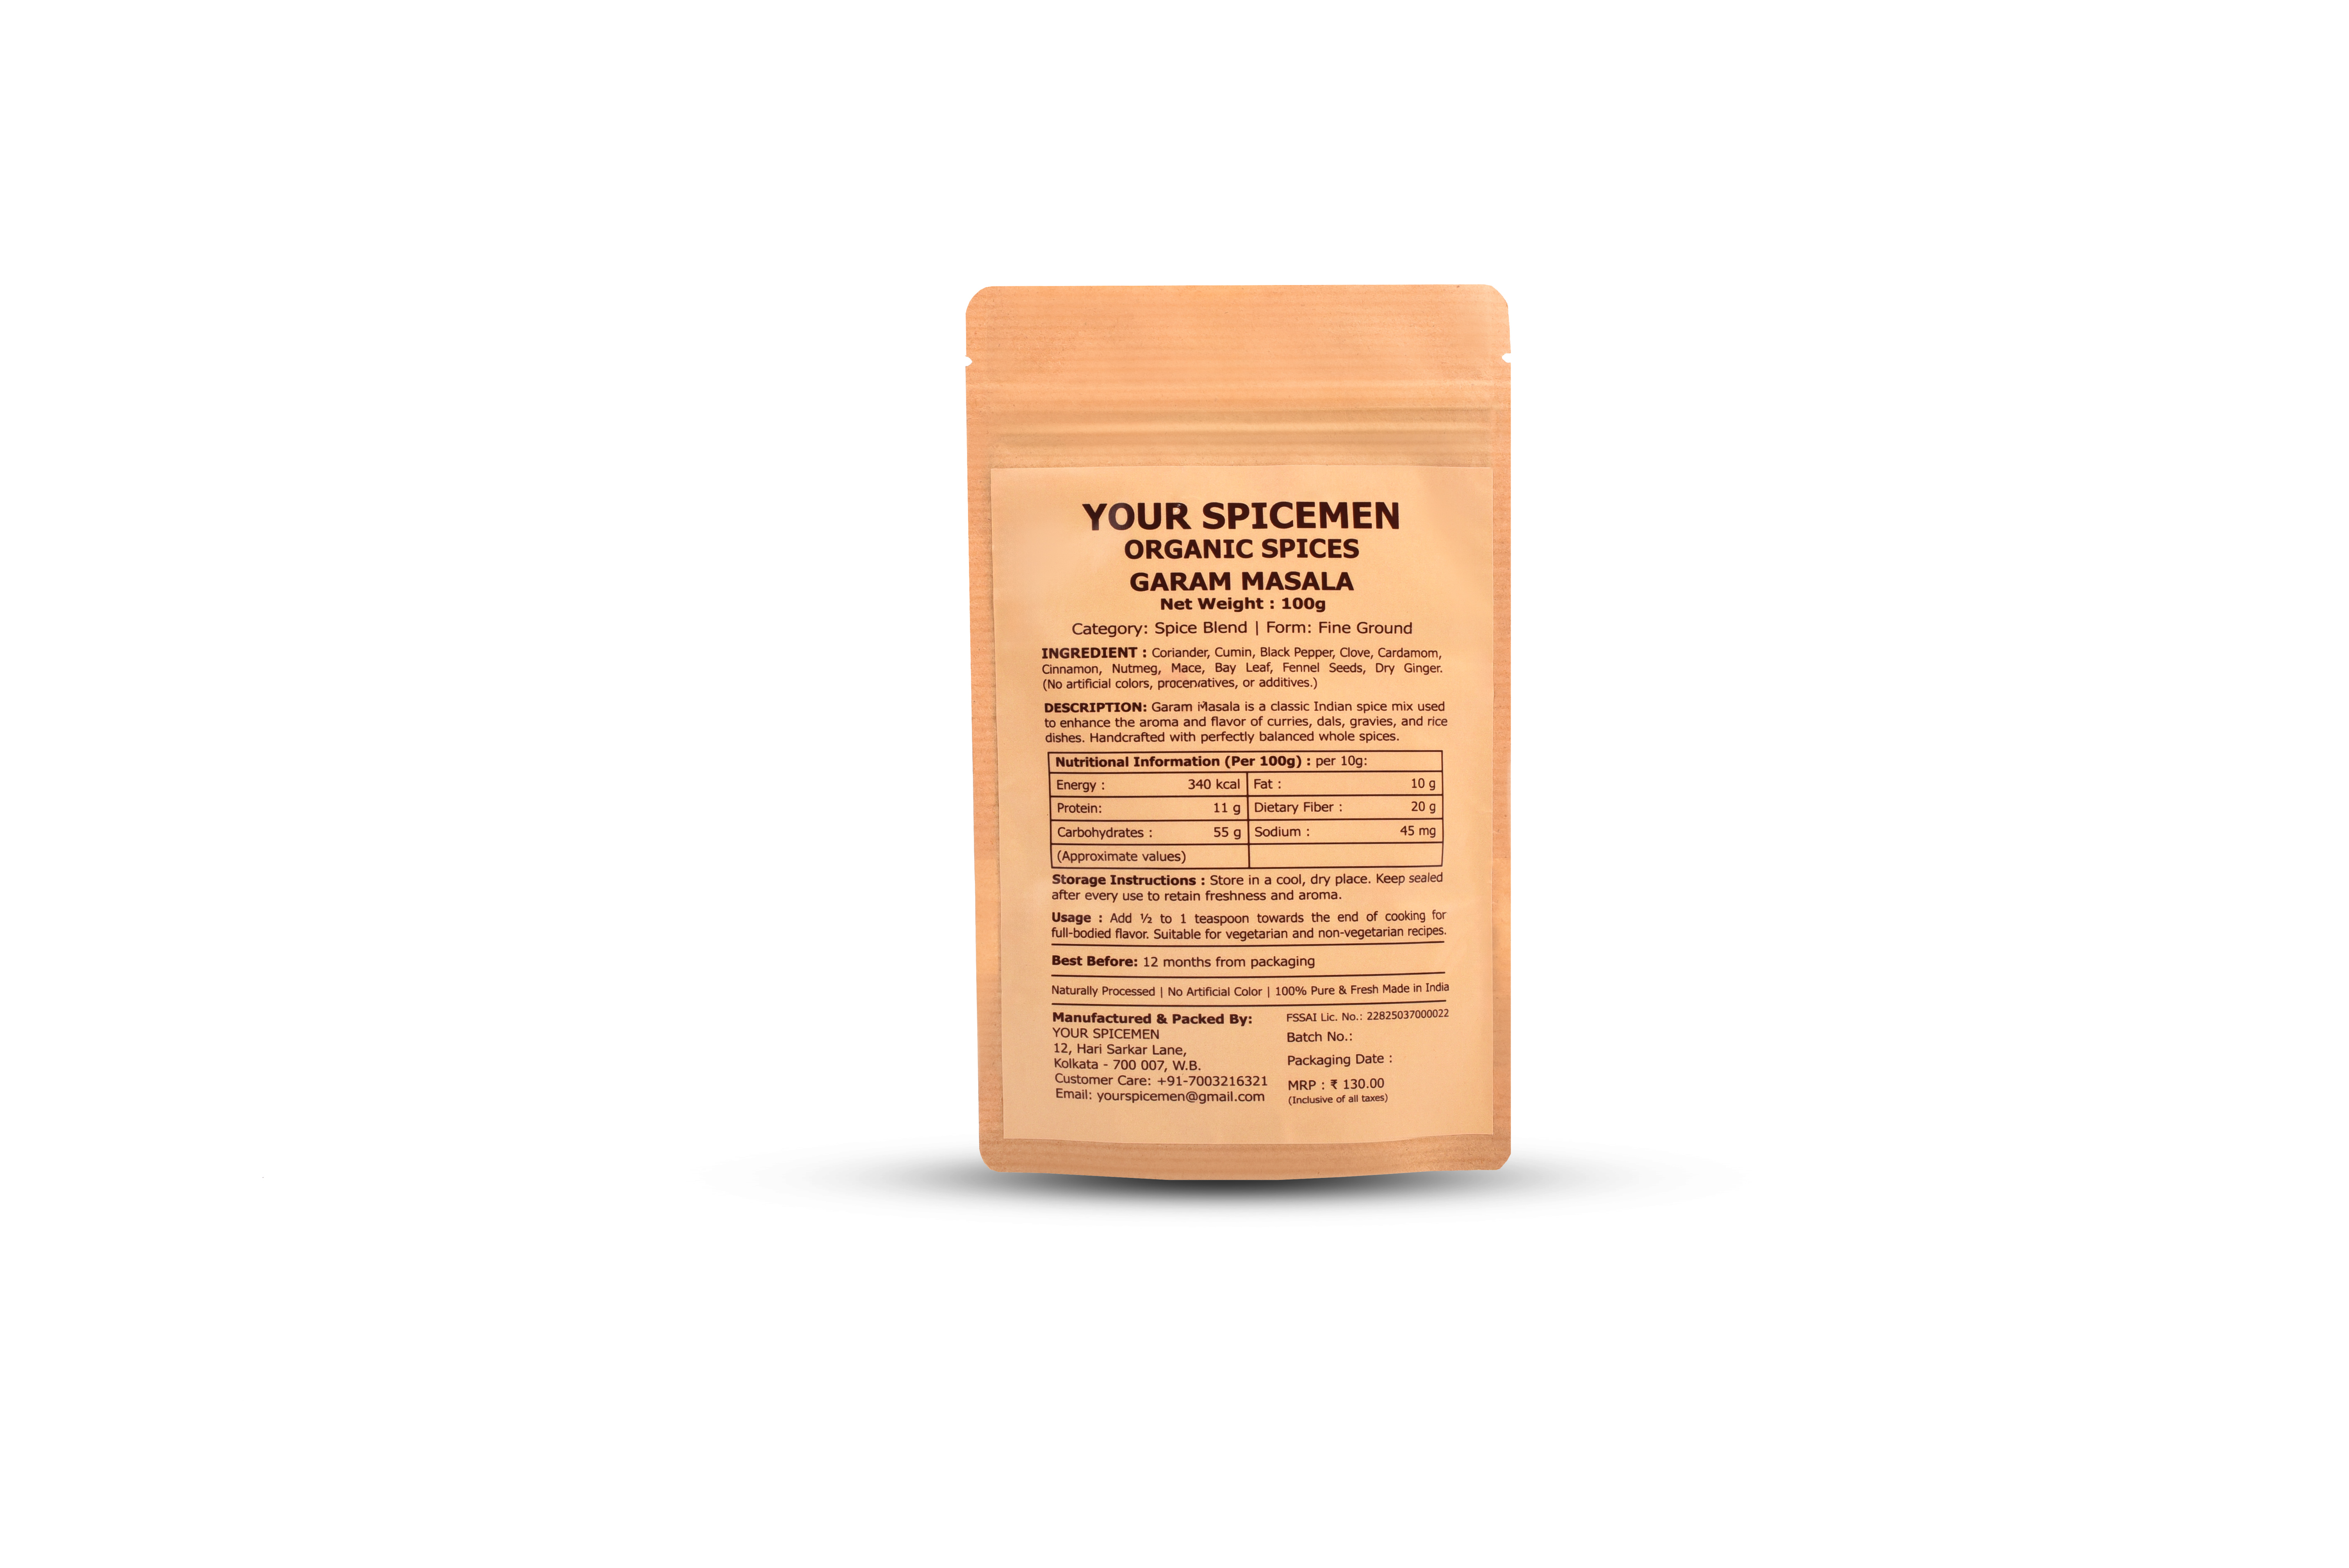 YOUR SPICEMEN
ORGANIC SPICES
GARAM MASALA
Net Weight : 100g
Category: Spice Blend | Form: Fine Ground
INGREDIENT : Coriander, Cumin, Black Pepper, Clove, Cardamom,
Cinnamon, Nutmeg, Mace, Bay Leaf, Fennel Seeds, Dry Ginger.
(No artificial colors, or additives.)
DESCRIPTION: Garam Masala is a classic Indian spice mix used
to enhance the aroma and flavor of curries, dals, gravies, and rice
dishes. Handcrafted with perfectly balanced whole spices.
Nutritional Information (Per 100g) : per 10g:
Energy : 340 kcal Fat : 10 g
Protein: 11 g Dietary Fiber : 20 g
Carbohydrates : 55 g Sodium : 45 mg
(Approximate values)
Storage Instructions : Store in a cool, dry place. Keep sealed
after every use to retain freshness and aroma.
Usage : Add ½ to 1 teaspoon towards the end of cooking for
full-bodied flavor. Suitable for vegetarian and non-vegetarian recipes.
Best Before: 12 months from packaging
Naturally Processed | No Artificial Color | 100% Pure & Fresh Made in India
Manufactured & Packed By:
YOUR SPICEMEN
12, Hari Sarkar Lane,
Kolkata - 700 007, W.B.
Customer Care: +91-7003216321
Email: yourspicemen@gmail.com
FSSAI Lic. No.: 22825037000022
Batch No.:
Packaging Date :
MRP : ₹ 130.00
(Inclusive of all taxes)